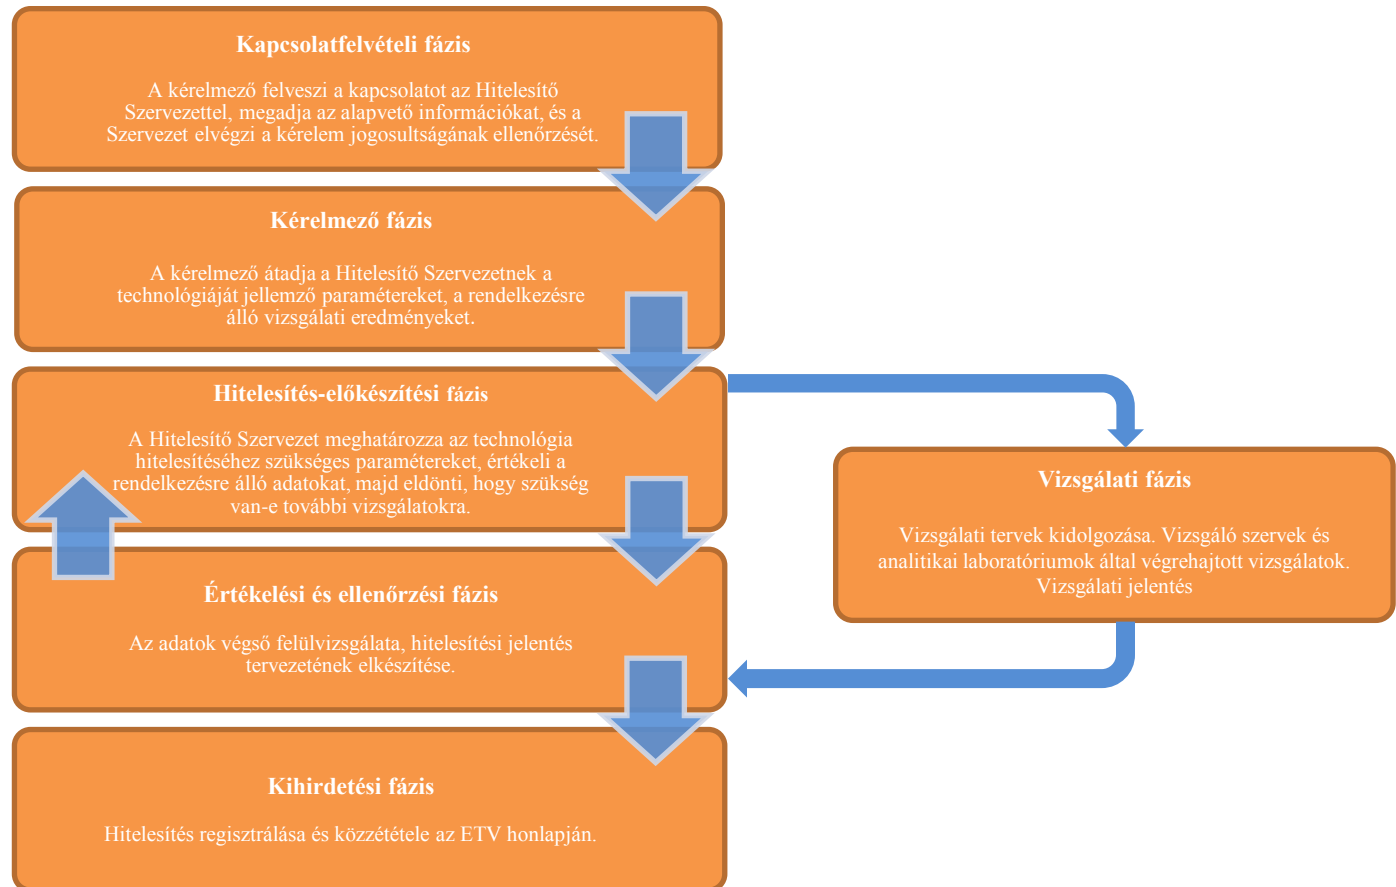 Kapcsolatfelvételi fázis
A kérelmező felveszi a kapcsolatot az Hitelesítő
Szervezettel, megadja az alapvető információkat, és a
Szervezet elvégzi a kérelem jogosultságának ellenőrzését.
Kérelmező fázis
A kérelmező átadja a Hitelesítő Szervezetnek a
technológiáját jellemző paramétereket, a rendelkezésre
álló vizsgálati eredményeket.
Hitelesítés-előkészítési fázis
A Hitelesítő Szervezet meghatározza az technológia
hitelesítéséhez szükséges paramétereket, értékeli a
rendelkezésre álló adatokat, majd eldönti, hogy szükség
van-e további vizsgálatokra.
Vizsgálati fázis
Vizsgálati tervek kidolgozása. Vizsgáló szervek és
analitikai laboratóriumok által végrehajtott vizsgálatok.
Vizsgálati jelentés
Értékelési és ellenőrzési fázis
Az adatok végső felülvizsgálata, hitelesítési jelentés
tervezetének elkészítése.
Kihirdetési fázis
Hitelesítés regisztrálása és közzététele az ETV honlapján.